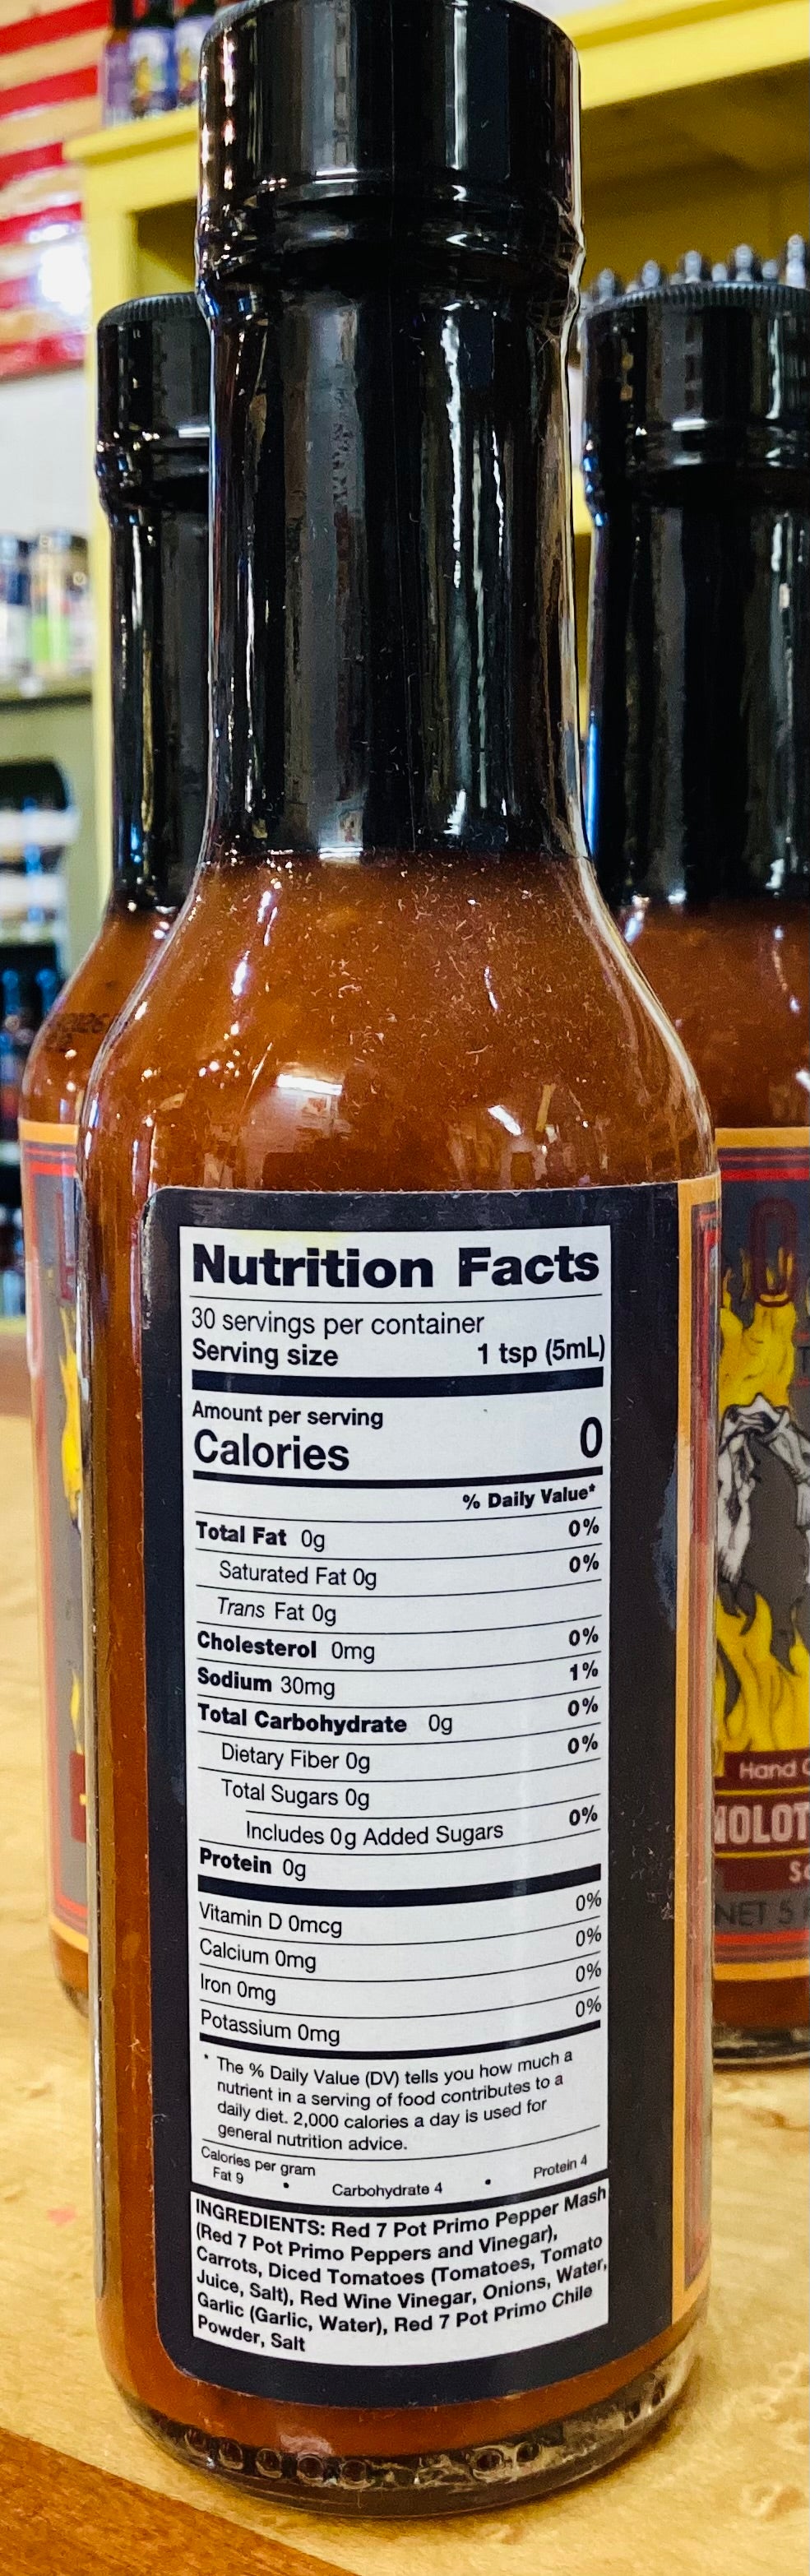 Nutrition Facts
30 servings per container
Serving size 1 tsp (5mL)
Amount per serving
Calories 0
% Daily Value*
Total Fat 0g 0%
Saturated Fat 0g 0%
Trans Fat 0g
Cholesterol 0mg 0%
Sodium 30mg 1%
Total Carbohydrate 0g 0%
Dietary Fiber 0g 0%
Total Sugars 0g
Includes 0g Added Sugars 0%
Protein 0g
Vitamin D 0mcg 0%
Calcium 0mg 0%
Iron 0mg 0%
Potassium 0mg 0%
* The % Daily Value (DV) tells you how much a
nutrient in a serving of food contributes to a
daily diet. 2,000 calories a day is used for
general nutrition advice.
Calories per gram
Fat 9 • Carbohydrate 4 • Protein 4
INGREDIENTS: Red 7 Pot Primo Pepper Mash
(Red 7 Pot Primo Peppers and Vinegar),
Carrots, Diced Tomatoes (Tomatoes, Tomato
Juice, Salt), Red Wine Vinegar, Onions, Water,
Garlic (Garlic, Water), Red 7 Pot Primo Chile
Powder, Salt
Hand
NOLOT
NET 5